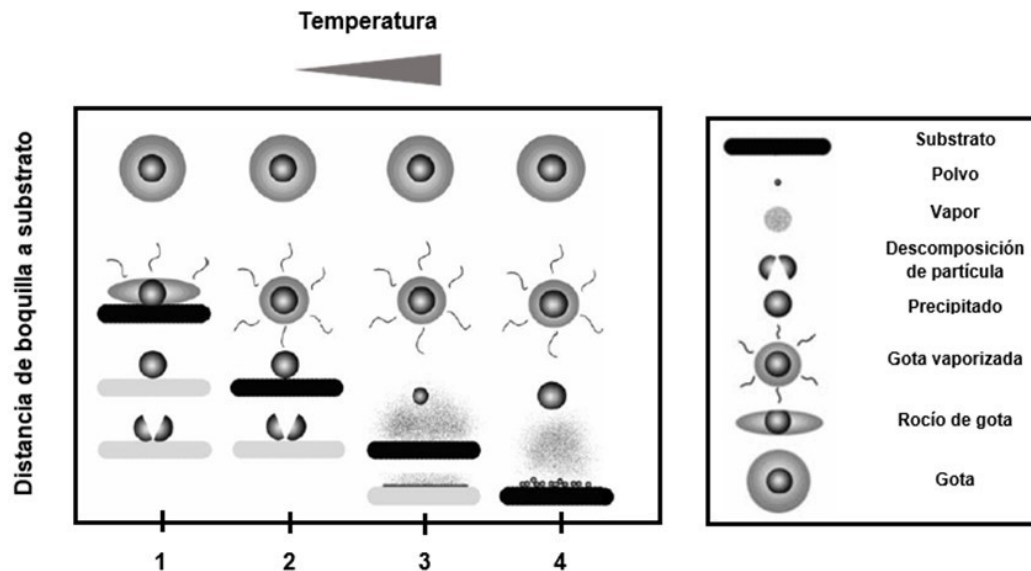 Temperatura
Distancia de boquilla a substrato
1 2 3 4
Substrato
Polvo
Vapor
Descomposición
de partícula
Precipitado
Gota vaporizada
Rocío de gota
Gota